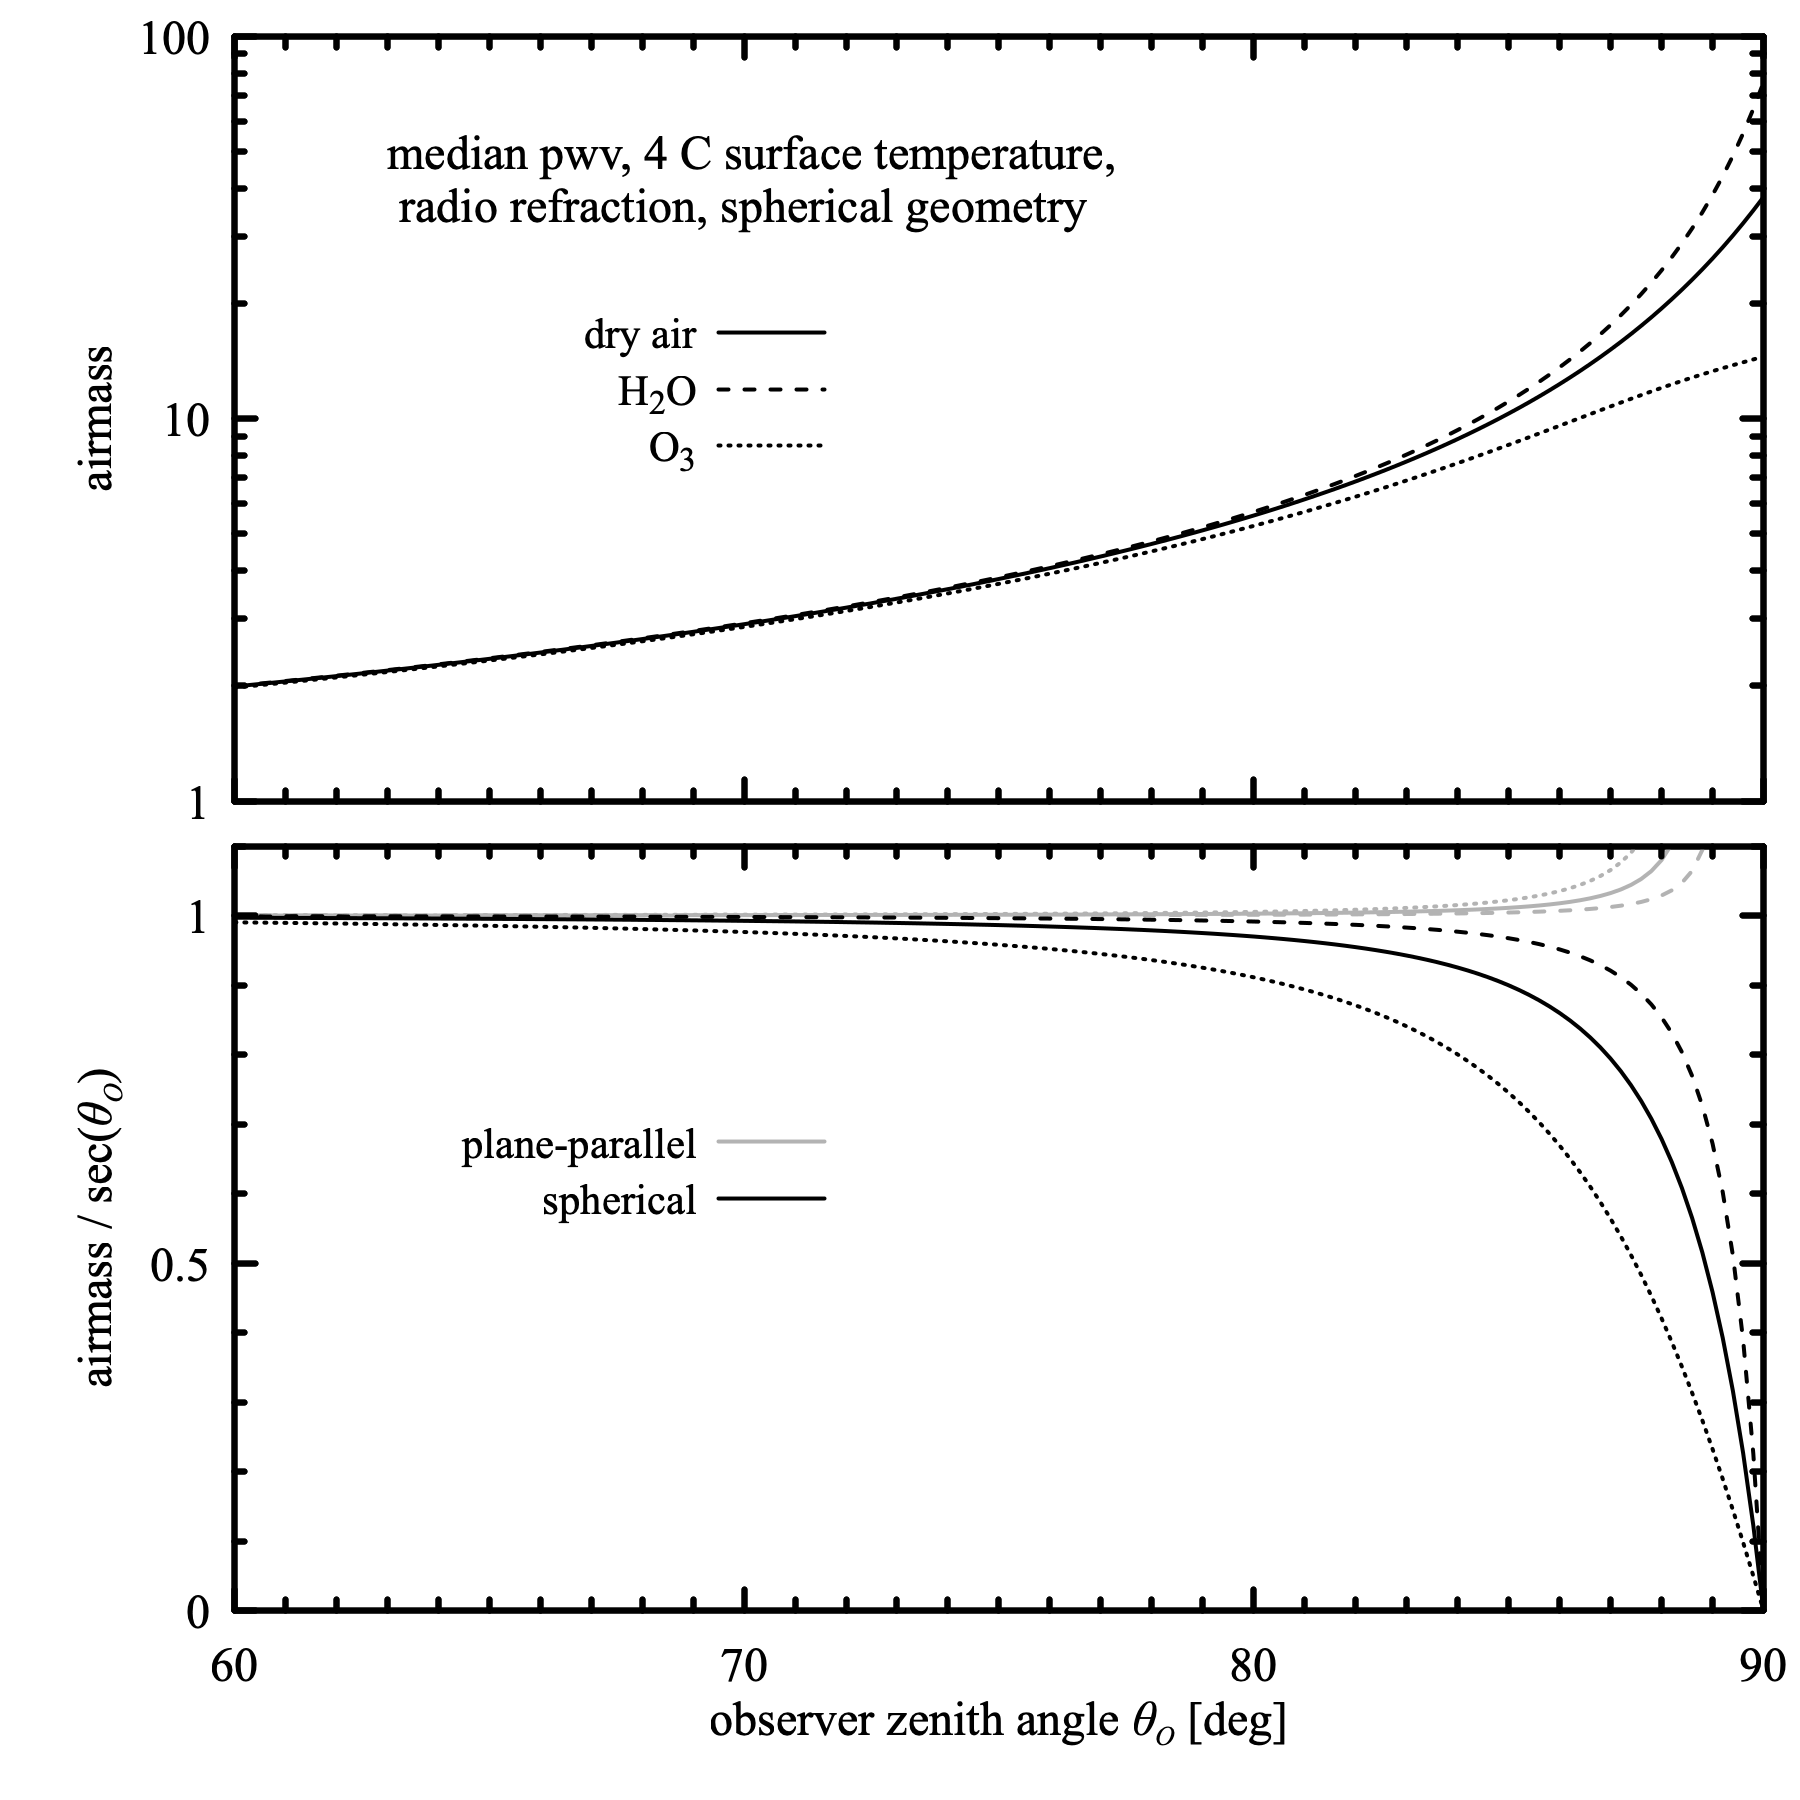 100
median pwv, 4 C surface temperature,
radio refraction, spherical geometry
dry air
H₂O
O₃
10
airmass
1
1
plane-parallel
spherical
0.5
airmass / sec(θₒ)
0
60 70 80 90
observer zenith angle θₒ [deg]